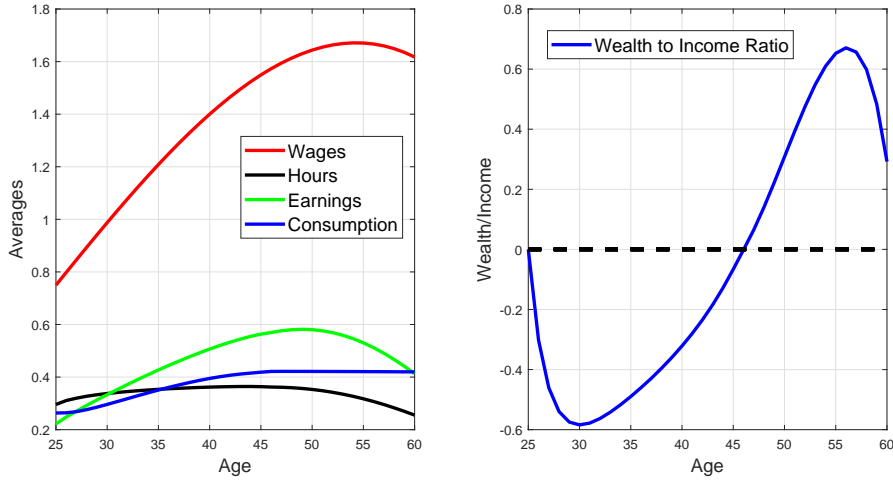 1.8
1.6
1.4
1.2
1
0.8
0.6
0.4
0.2
Averages
Wages
Hours
Earnings
Consumption
25 30 35 40 45 50 55 60
Age
0.8
0.6
0.4
0.2
0
-0.2
-0.4
-0.6
Wealth/Income
Wealth to Income Ratio
25 30 35 40 45 50 55 60
Age